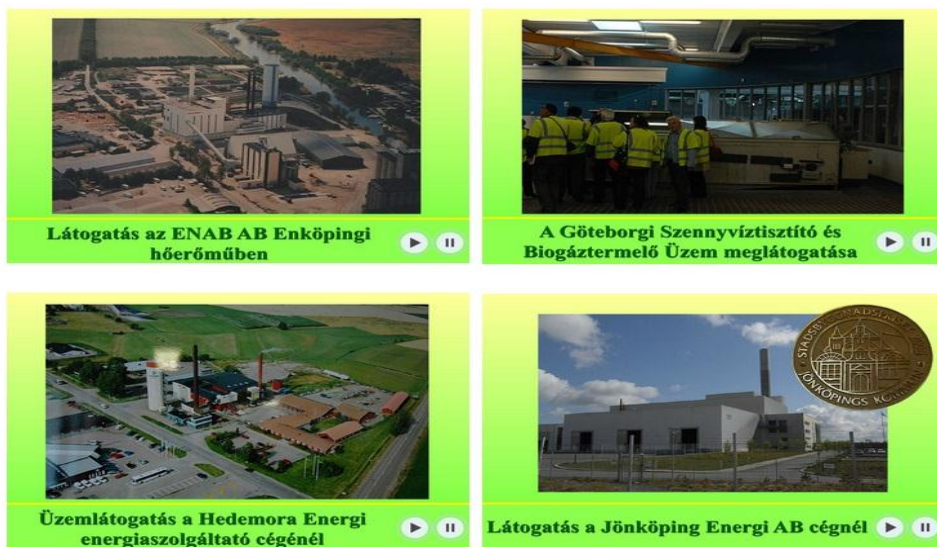 Látogatás az ENAB AB Enköpingi
hőerőműben
A Göteborgi Szennyvíztisztító és
Biogáztermelő Üzem meglátogatása
Üzemlátogatás a Hedemora Energi
energiaszolgáltató cégénél
JÖNKÖPINGS
Látogatás a Jönköping Energi AB cégnél